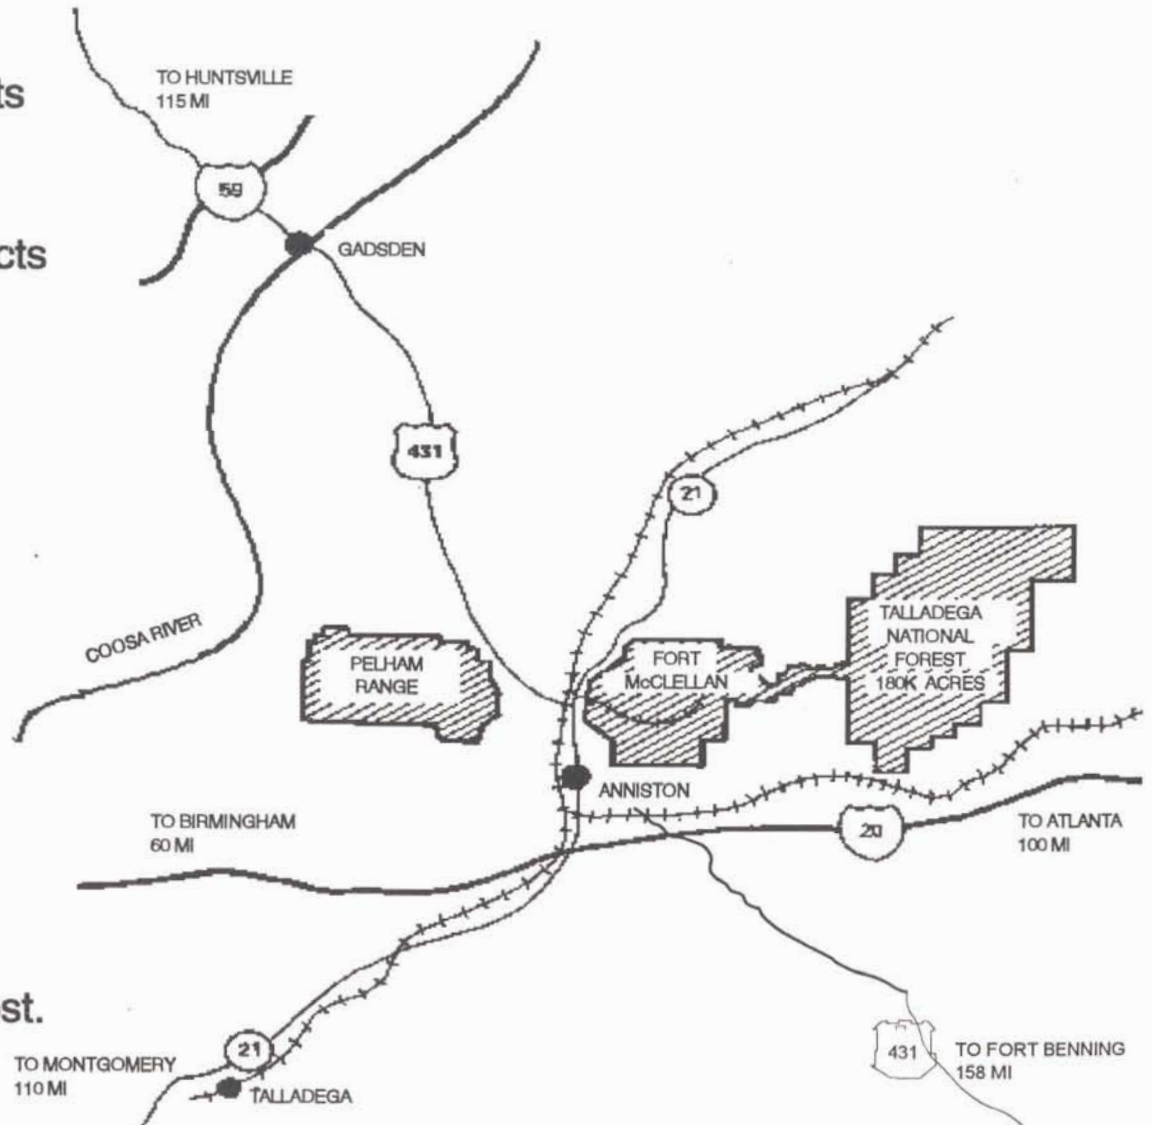 ts
TO HUNTSVILLE
115 MI
59
cts
GADSDEN
431
21
COOSA RIVER
PELHAM
RANGE
FORT
McCLELLAN
TALLADEGA
NATIONAL
FOREST
180K ACRES
ANNISTON
TO BIRMINGHAM
60 MI
20
TO ATLANTA
100 MI
st.
21
TO MONTGOMERY
110 MI
TALLADEGA
431
TO FORT BENNING
158 MI